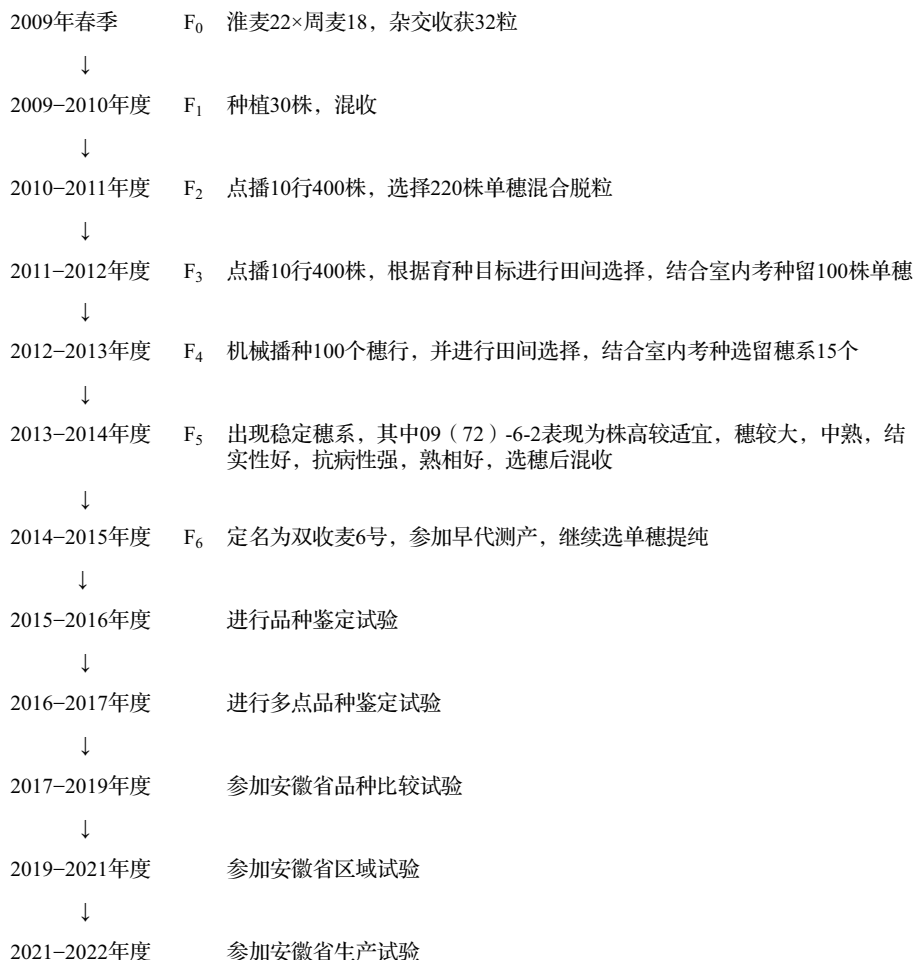 2009年春季 F₀ 淮麦22×周麦18，杂交收获32粒
↓
2009−2010年度 F₁ 种植30株，混收
↓
2010−2011年度 F₂ 点播10行400株，选择220株单穗混合脱粒
↓
2011−2012年度 F₃ 点播10行400株，根据育种目标进行田间选择，结合室内考种留100株单穗
↓
2012−2013年度 F₄ 机械播种100个穗行，并进行田间选择，结合室内考种选留穗系15个
↓
2013−2014年度 F₅ 出现稳定穗系，其中09（72）-6-2表现为株高较适宜，穗较大，中熟，结
实性好，抗病性强，熟相好，选穗后混收
↓
2014−2015年度 F₆ 定名为双收麦6号，参加早代测产，继续选单穗提纯
↓
2015−2016年度 进行品种鉴定试验
↓
2016−2017年度 进行多点品种鉴定试验
↓
2017−2019年度 参加安徽省品种比较试验
↓
2019−2021年度 参加安徽省区域试验
↓
2021−2022年度 参加安徽省生产试验